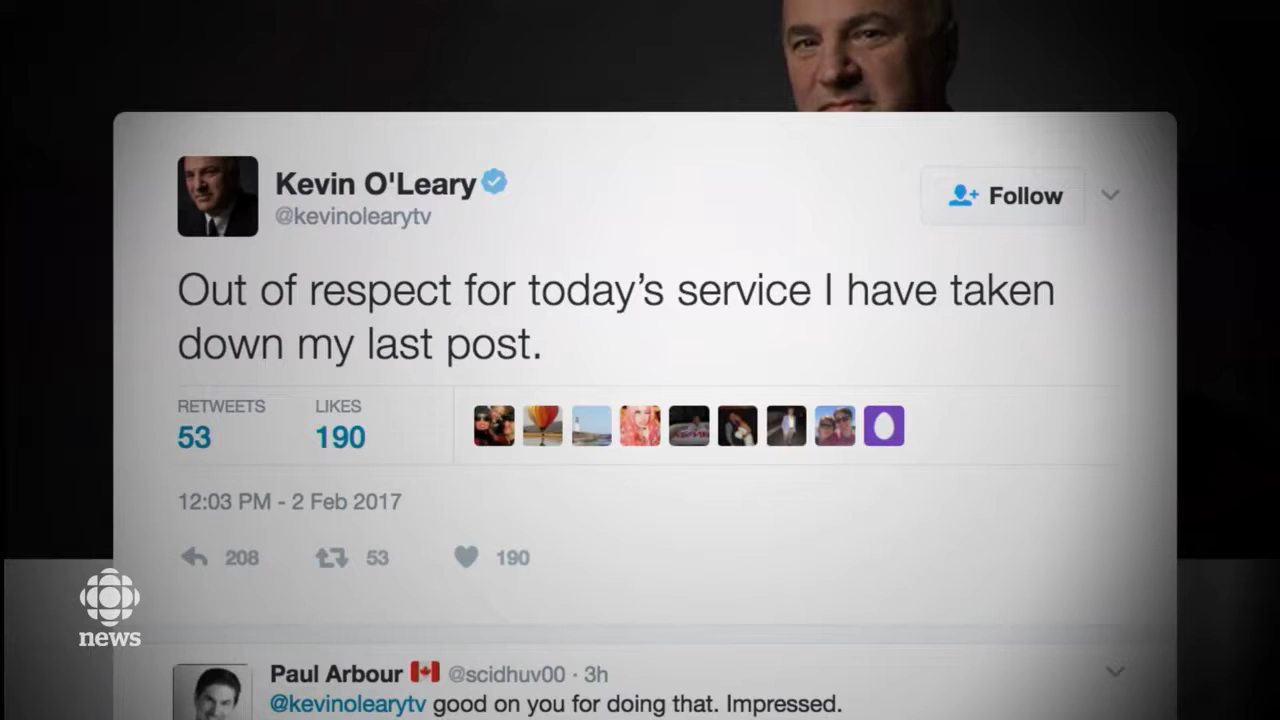 Kevin O'Leary
@kevinolearytv
Follow
Out of respect for today’s service I have taken
down my last post.
RETWEETS LIKES
53 190
12:03 PM - 2 Feb 2017
208 53 190
news
Paul Arbour @scidhuv00 · 3h
@kevinolearytv good on you for doing that. Impressed.